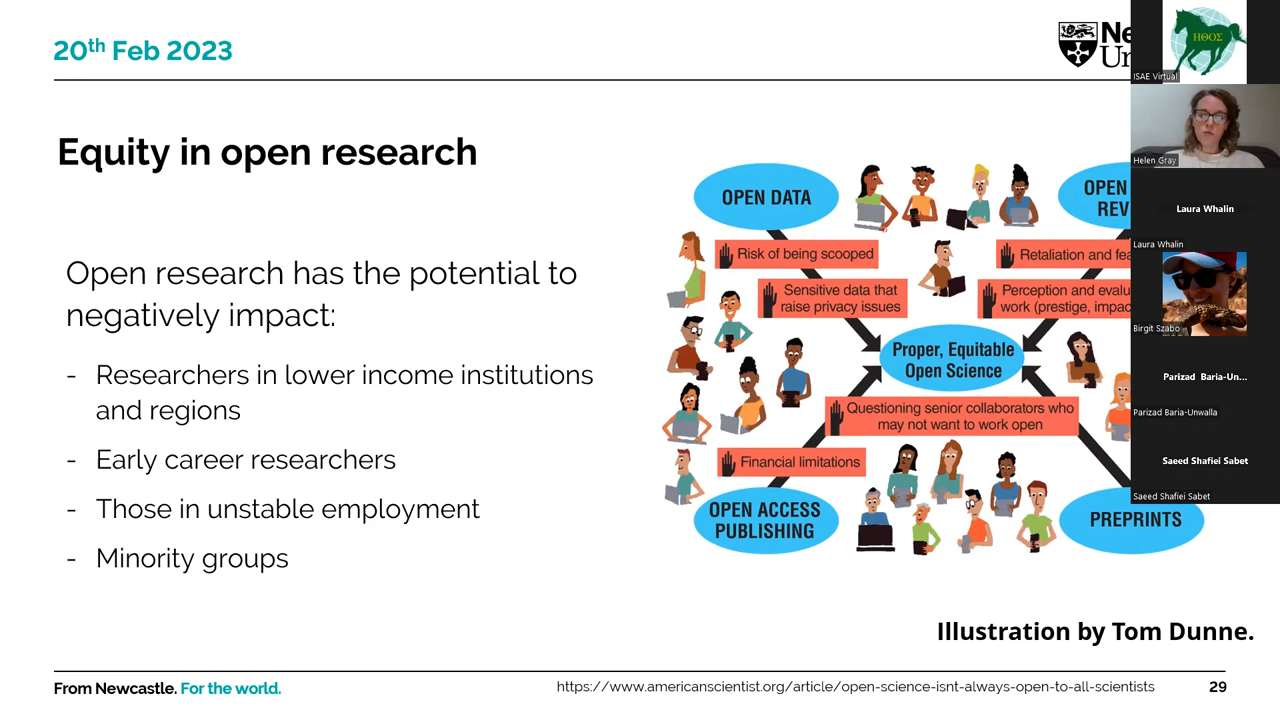 20th Feb 2023
Ne
Un
Equity in open research
Open research has the potential to
negatively impact:
- Researchers in lower income institutions
and regions
- Early career researchers
- Those in unstable employment
- Minority groups
OPEN DATA
OPEN
REV
Risk of being scooped
Retaliation and fea
Sensitive data that
raise privacy issues
Perception and evalu
work (prestige, impac
Proper, Equitable
Open Science
Questioning senior collaborators who
may not want to work open
Financial limitations
OPEN ACCESS
PUBLISHING
PREPRINTS
Illustration by Tom Dunne.
From Newcastle. For the world.
https://www.americanscientist.org/article/open-science-isnt-always-open-to-all-scientists
29
ΗΘΟΣ
ISAE Virtual
Helen Gray
Laura Whalin
Laura Whalin
Birgit Szabo
Parizad Baria-Un...
Parizad Baria-Unwalla
Saeed Shafiei Sabet
Saeed Shafiei Sabet